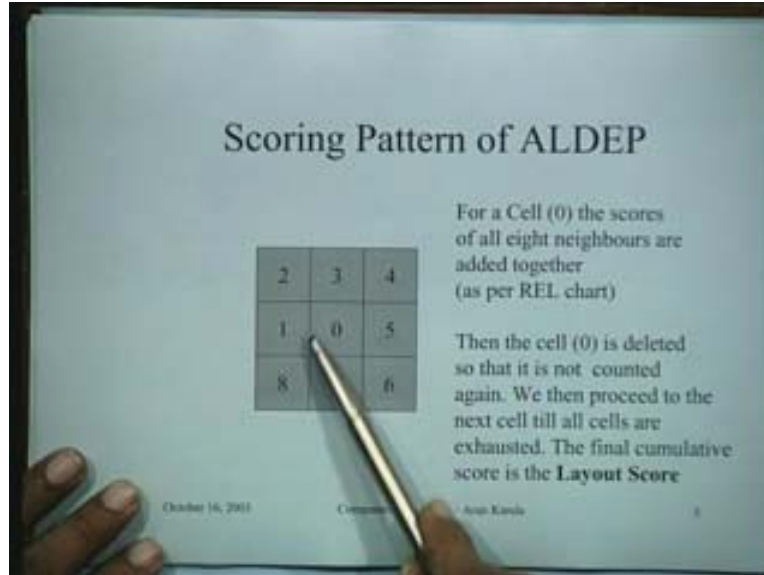 Scoring Pattern of ALDEP
For a Cell (0) the scores
of all eight neighbours are
added together
(as per REL chart)
2 3 4
1 0 5
8 6
Then the cell (0) is deleted
so that it is not counted
again. We then proceed to the
next cell till all cells are
exhausted. The final cumulative
score is the Layout Score
October 16, 2003 Arun Kanda